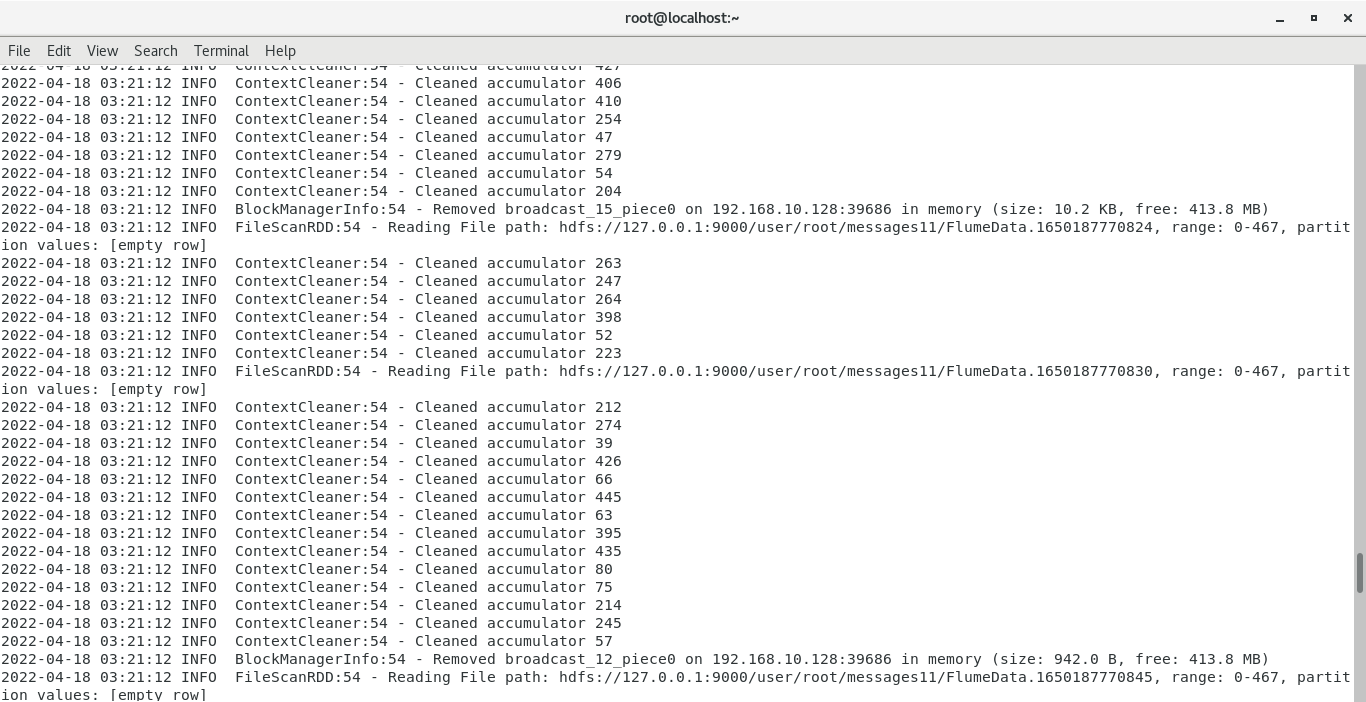 root@localhost:~
File Edit View Search Terminal Help
2022-04-18 03:21:12 INFO  ContextCleaner:54 - Cleaned accumulator 427
2022-04-18 03:21:12 INFO  ContextCleaner:54 - Cleaned accumulator 406
2022-04-18 03:21:12 INFO  ContextCleaner:54 - Cleaned accumulator 410
2022-04-18 03:21:12 INFO  ContextCleaner:54 - Cleaned accumulator 254
2022-04-18 03:21:12 INFO  ContextCleaner:54 - Cleaned accumulator 47
2022-04-18 03:21:12 INFO  ContextCleaner:54 - Cleaned accumulator 279
2022-04-18 03:21:12 INFO  ContextCleaner:54 - Cleaned accumulator 54
2022-04-18 03:21:12 INFO  ContextCleaner:54 - Cleaned accumulator 204
2022-04-18 03:21:12 INFO  BlockManagerInfo:54 - Removed broadcast_15_piece0 on 192.168.10.128:39686 in memory (size: 10.2 KB, free: 413.8 MB)
2022-04-18 03:21:12 INFO  FileScanRDD:54 - Reading File path: hdfs://127.0.0.1:9000/user/root/messages11/FlumeData.1650187770824, range: 0-467, partit
ion values: [empty row]
2022-04-18 03:21:12 INFO  ContextCleaner:54 - Cleaned accumulator 263
2022-04-18 03:21:12 INFO  ContextCleaner:54 - Cleaned accumulator 247
2022-04-18 03:21:12 INFO  ContextCleaner:54 - Cleaned accumulator 264
2022-04-18 03:21:12 INFO  ContextCleaner:54 - Cleaned accumulator 398
2022-04-18 03:21:12 INFO  ContextCleaner:54 - Cleaned accumulator 52
2022-04-18 03:21:12 INFO  ContextCleaner:54 - Cleaned accumulator 223
2022-04-18 03:21:12 INFO  FileScanRDD:54 - Reading File path: hdfs://127.0.0.1:9000/user/root/messages11/FlumeData.1650187770830, range: 0-467, partit
ion values: [empty row]
2022-04-18 03:21:12 INFO  ContextCleaner:54 - Cleaned accumulator 212
2022-04-18 03:21:12 INFO  ContextCleaner:54 - Cleaned accumulator 274
2022-04-18 03:21:12 INFO  ContextCleaner:54 - Cleaned accumulator 39
2022-04-18 03:21:12 INFO  ContextCleaner:54 - Cleaned accumulator 426
2022-04-18 03:21:12 INFO  ContextCleaner:54 - Cleaned accumulator 66
2022-04-18 03:21:12 INFO  ContextCleaner:54 - Cleaned accumulator 445
2022-04-18 03:21:12 INFO  ContextCleaner:54 - Cleaned accumulator 63
2022-04-18 03:21:12 INFO  ContextCleaner:54 - Cleaned accumulator 395
2022-04-18 03:21:12 INFO  ContextCleaner:54 - Cleaned accumulator 435
2022-04-18 03:21:12 INFO  ContextCleaner:54 - Cleaned accumulator 80
2022-04-18 03:21:12 INFO  ContextCleaner:54 - Cleaned accumulator 75
2022-04-18 03:21:12 INFO  ContextCleaner:54 - Cleaned accumulator 214
2022-04-18 03:21:12 INFO  ContextCleaner:54 - Cleaned accumulator 245
2022-04-18 03:21:12 INFO  ContextCleaner:54 - Cleaned accumulator 57
2022-04-18 03:21:12 INFO  BlockManagerInfo:54 - Removed broadcast_12_piece0 on 192.168.10.128:39686 in memory (size: 942.0 B, free: 413.8 MB)
2022-04-18 03:21:12 INFO  FileScanRDD:54 - Reading File path: hdfs://127.0.0.1:9000/user/root/messages11/FlumeData.1650187770845, range: 0-467, partit
ion values: [empty row]